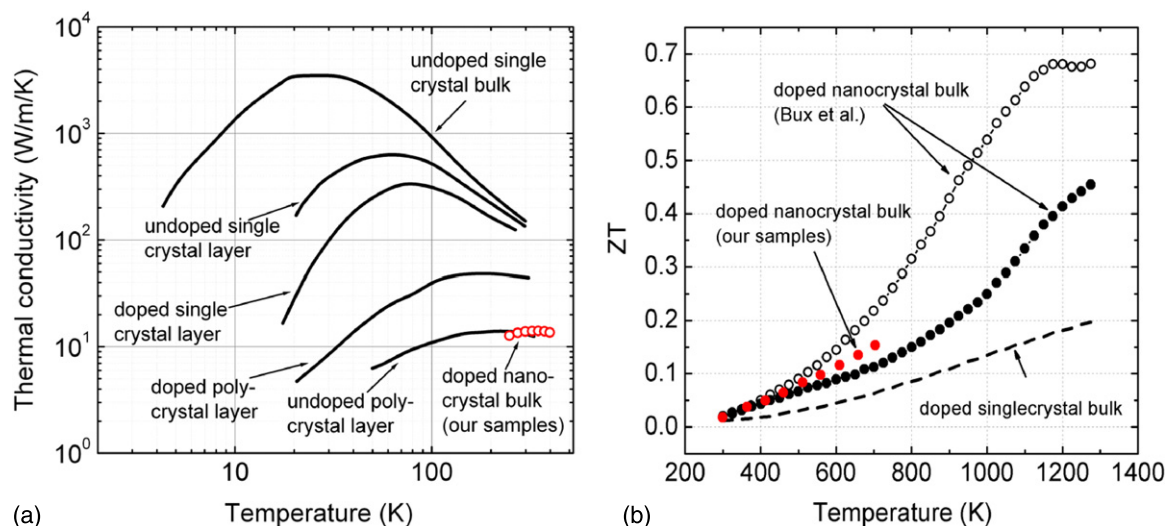 10⁴
10³
10²
10¹
10⁰
Thermal conductivity (W/m/K)
undoped single
crystal bulk
undoped single
crystal layer
doped single
crystal layer
doped poly-
crystal layer
undoped poly-
crystal layer
doped nano-
crystal bulk
(our samples)
10
100
Temperature (K)
(a)
0.7
0.6
0.5
0.4
0.3
0.2
0.1
0.0
ZT
doped nanocrystal bulk
(Bux et al.)
doped nanocrystal bulk
(our samples)
doped singlecrystal bulk
200
400
600
800
1000
1200
1400
Temperature (K)
(b)